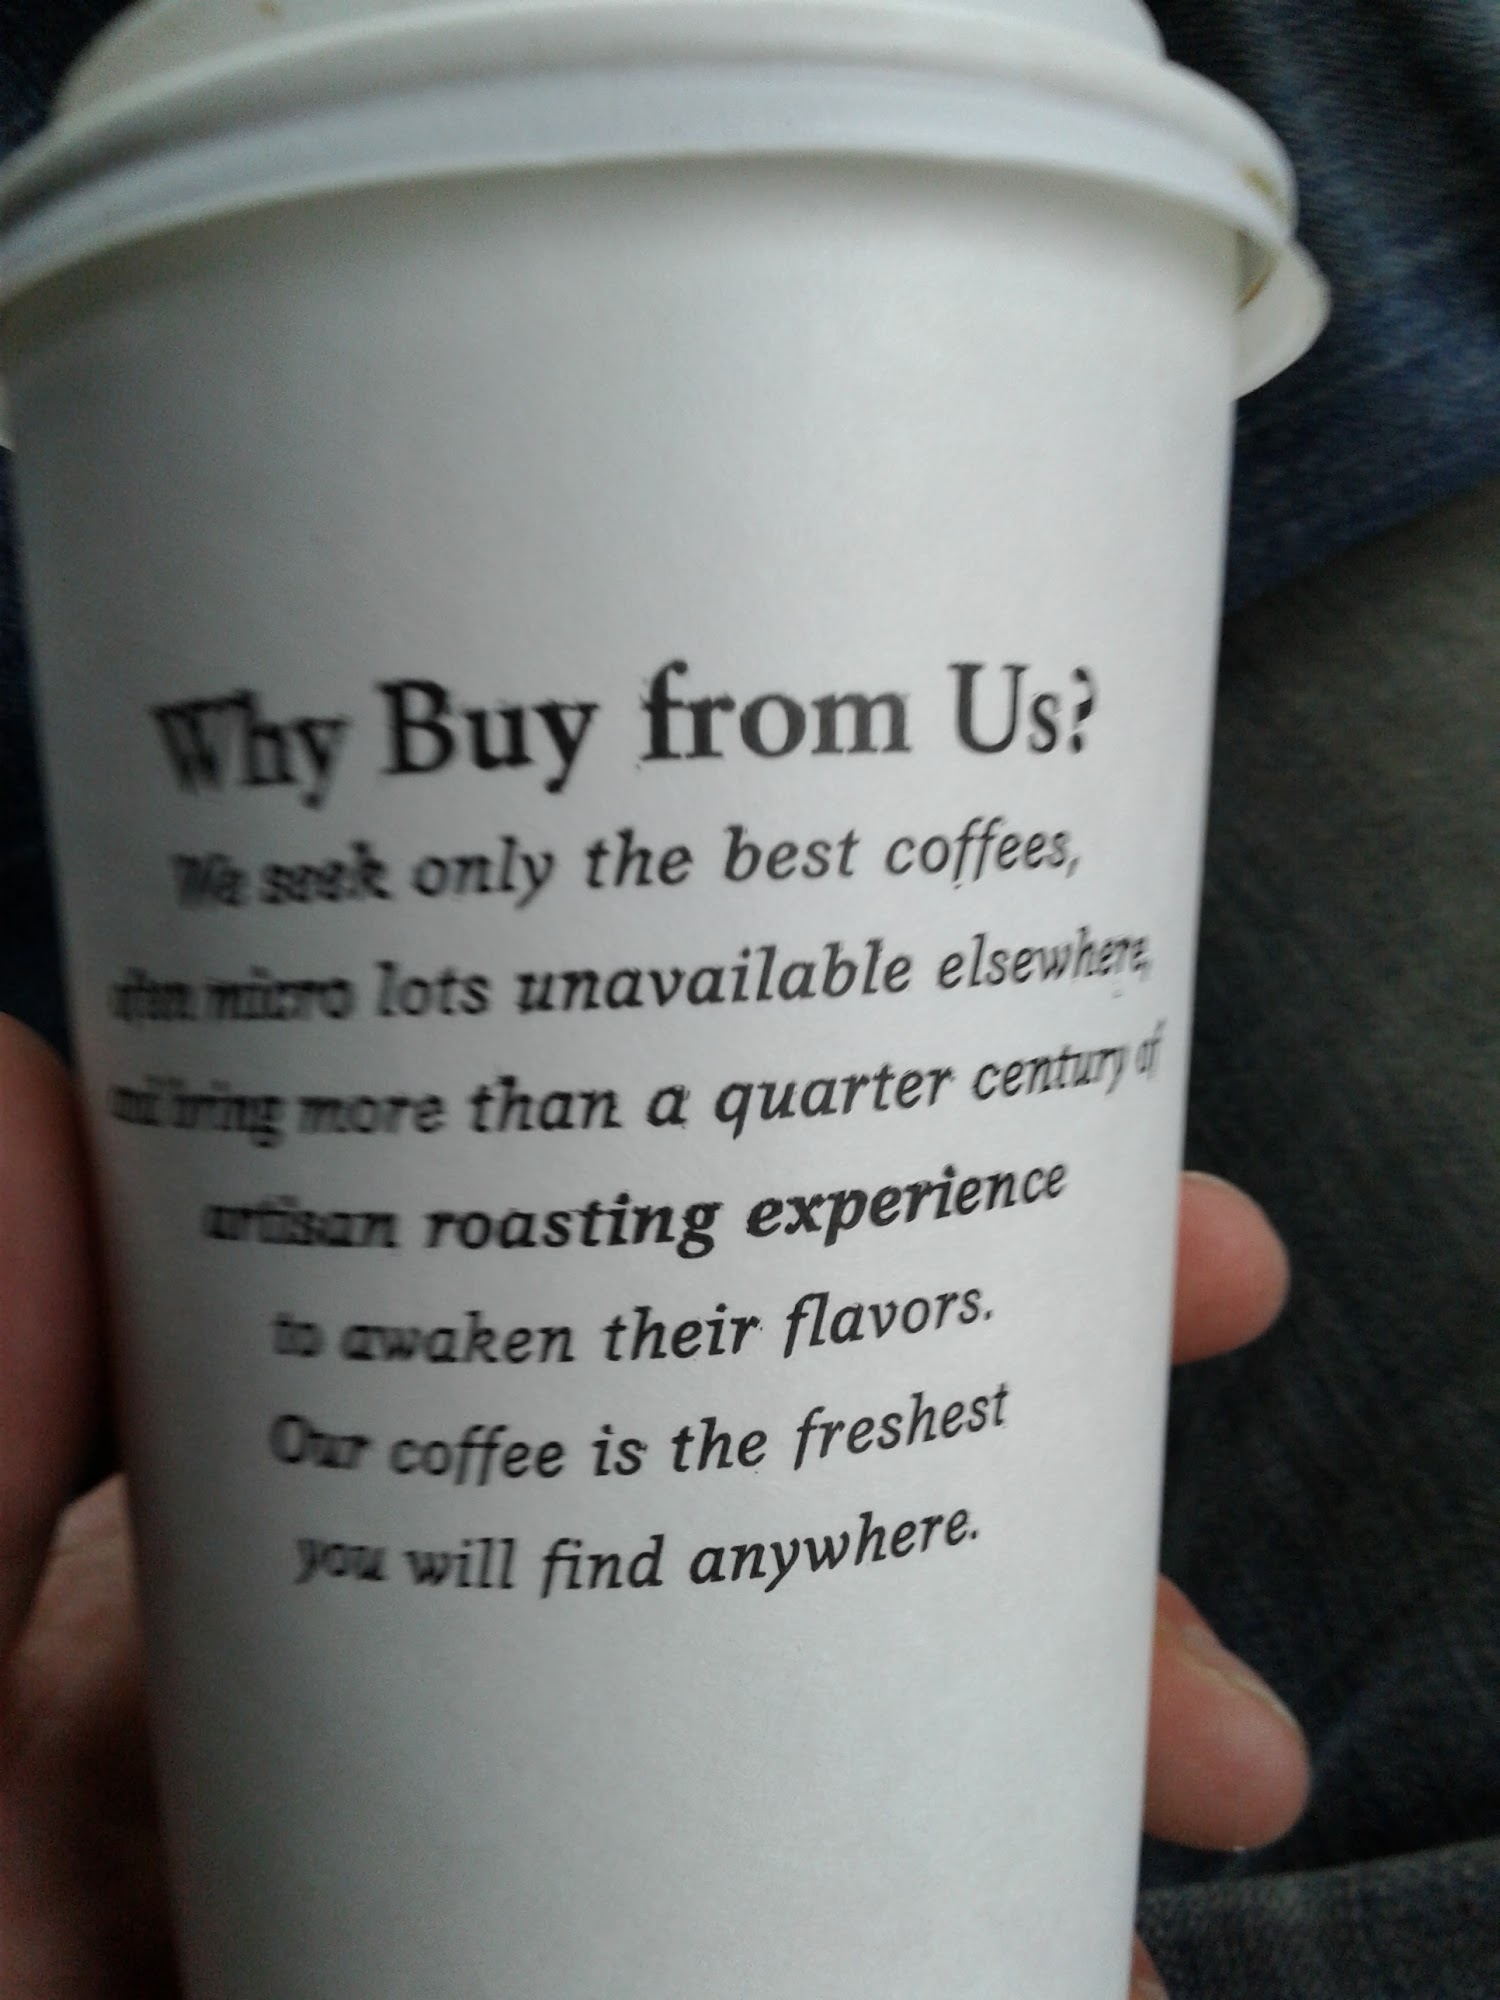 Why Buy from Us?
We seek only the best coffees,
often micro lots unavailable elsewhere,
and bring more than a quarter century of
artisan roasting experience
to awaken their flavors.
Our coffee is the freshest
you will find anywhere.